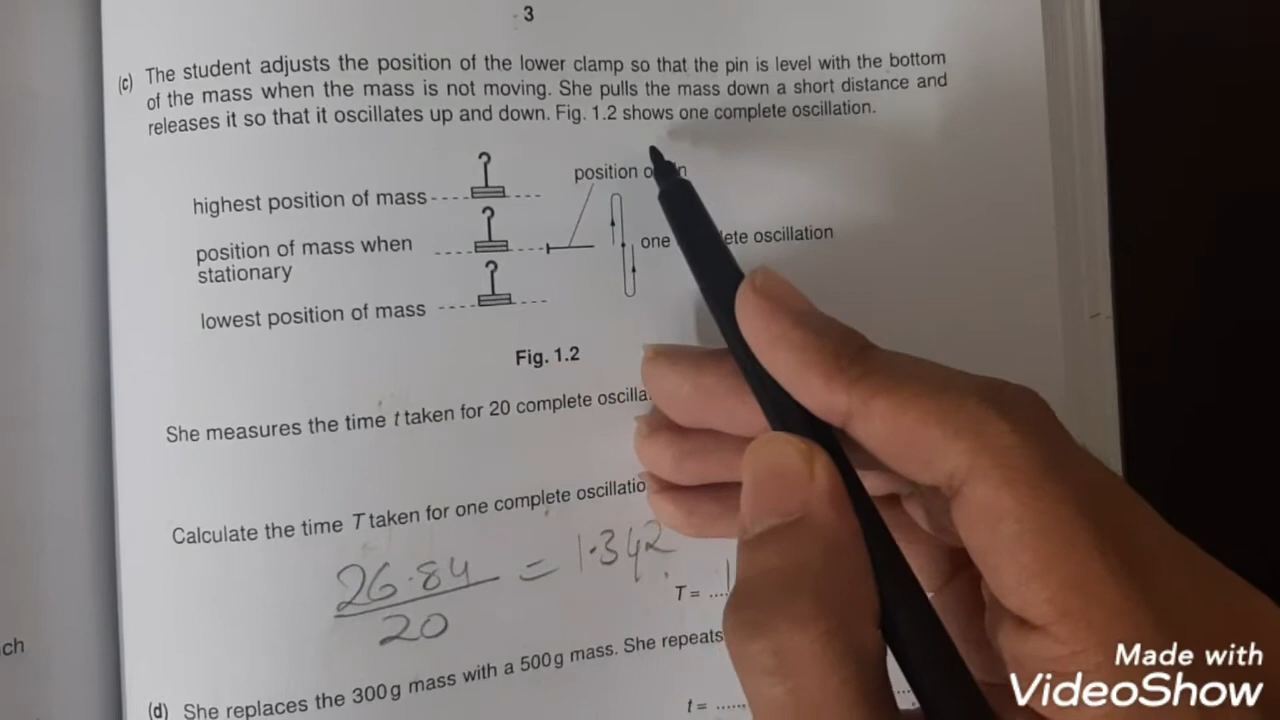 3
(c) The student adjusts the position of the lower clamp so that the pin is level with the bottom
of the mass when the mass is not moving. She pulls the mass down a short distance and
releases it so that it oscillates up and down. Fig. 1.2 shows one complete oscillation.
position
highest position of mass
position of mass when
stationary
one oscillation
lowest position of mass
Fig. 1.2
She measures the time t taken for 20 complete
Calculate the time T taken for one complete
26.84
20
= 1.342
T = ....
(d) She replaces the 300g mass with a 500g mass. She repeats
t = ......
ch
Made with
VideoShow